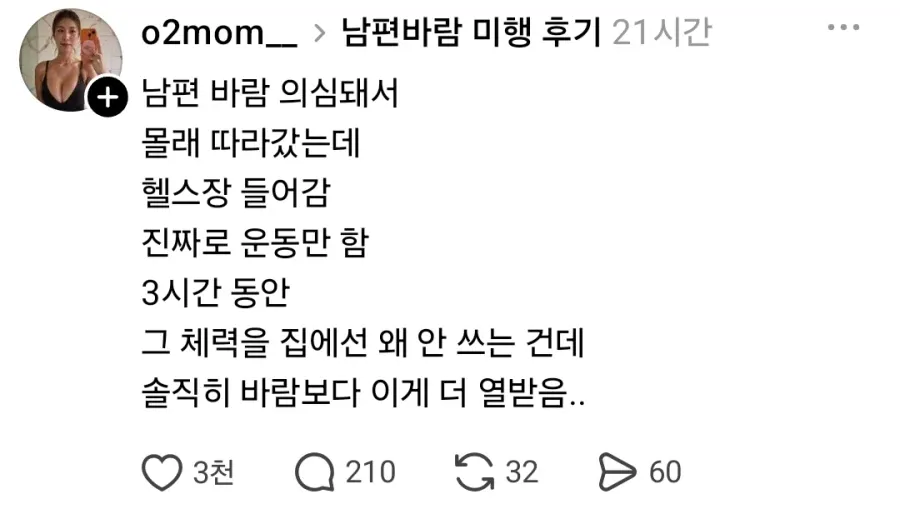 o2mom__ > 남편바람 미행 후기 21시간
남편 바람 의심돼서
몰래 따라갔는데
헬스장 들어감
진짜로 운동만 함
3시간 동안
그 체력을 집에선 왜 안 쓰는 건데
솔직히 바람보다 이게 더 열받음..
3천 210 32 60